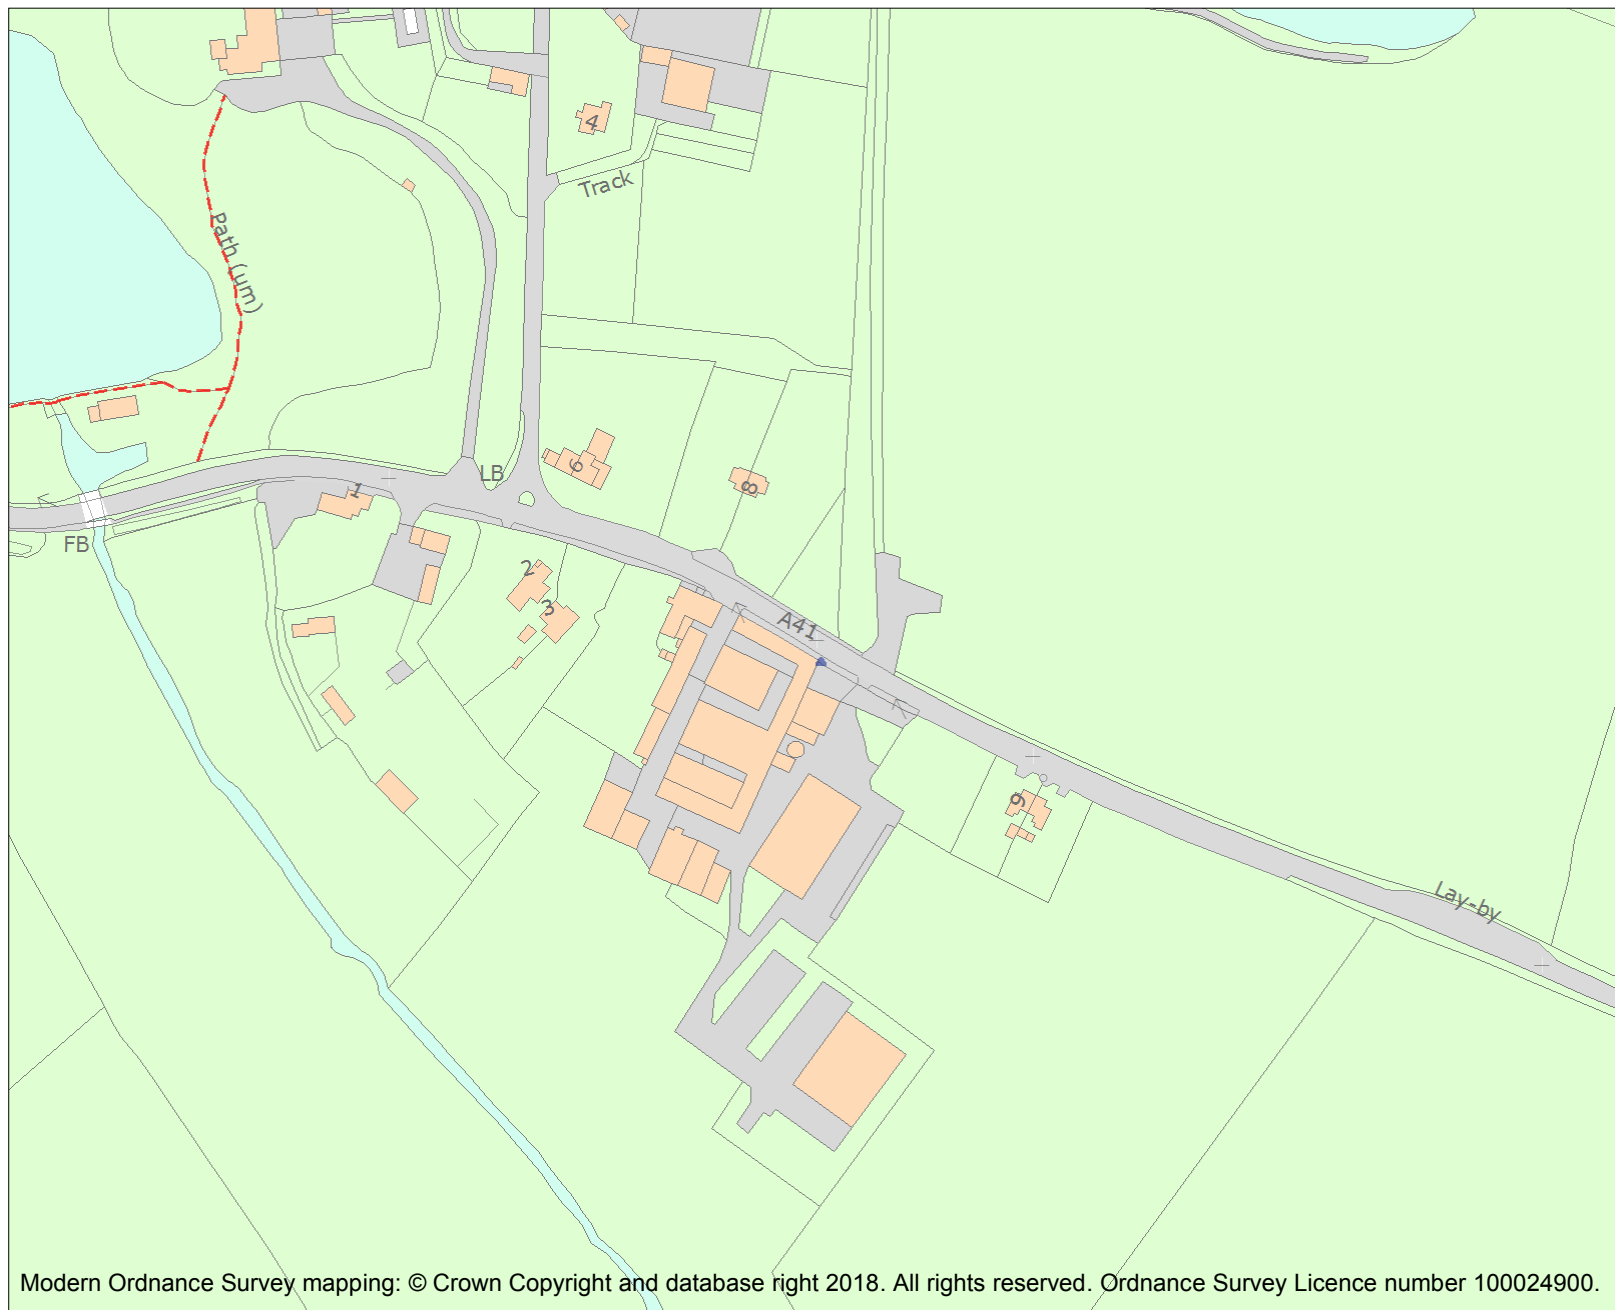 4
Track
Path (um)
6
LB
8
1
FB
2
3
A41
9
Lay-by
Modern Ordnance Survey mapping: © Crown Copyright and database right 2018. All rights reserved. Ordnance Survey Licence number 100024900.